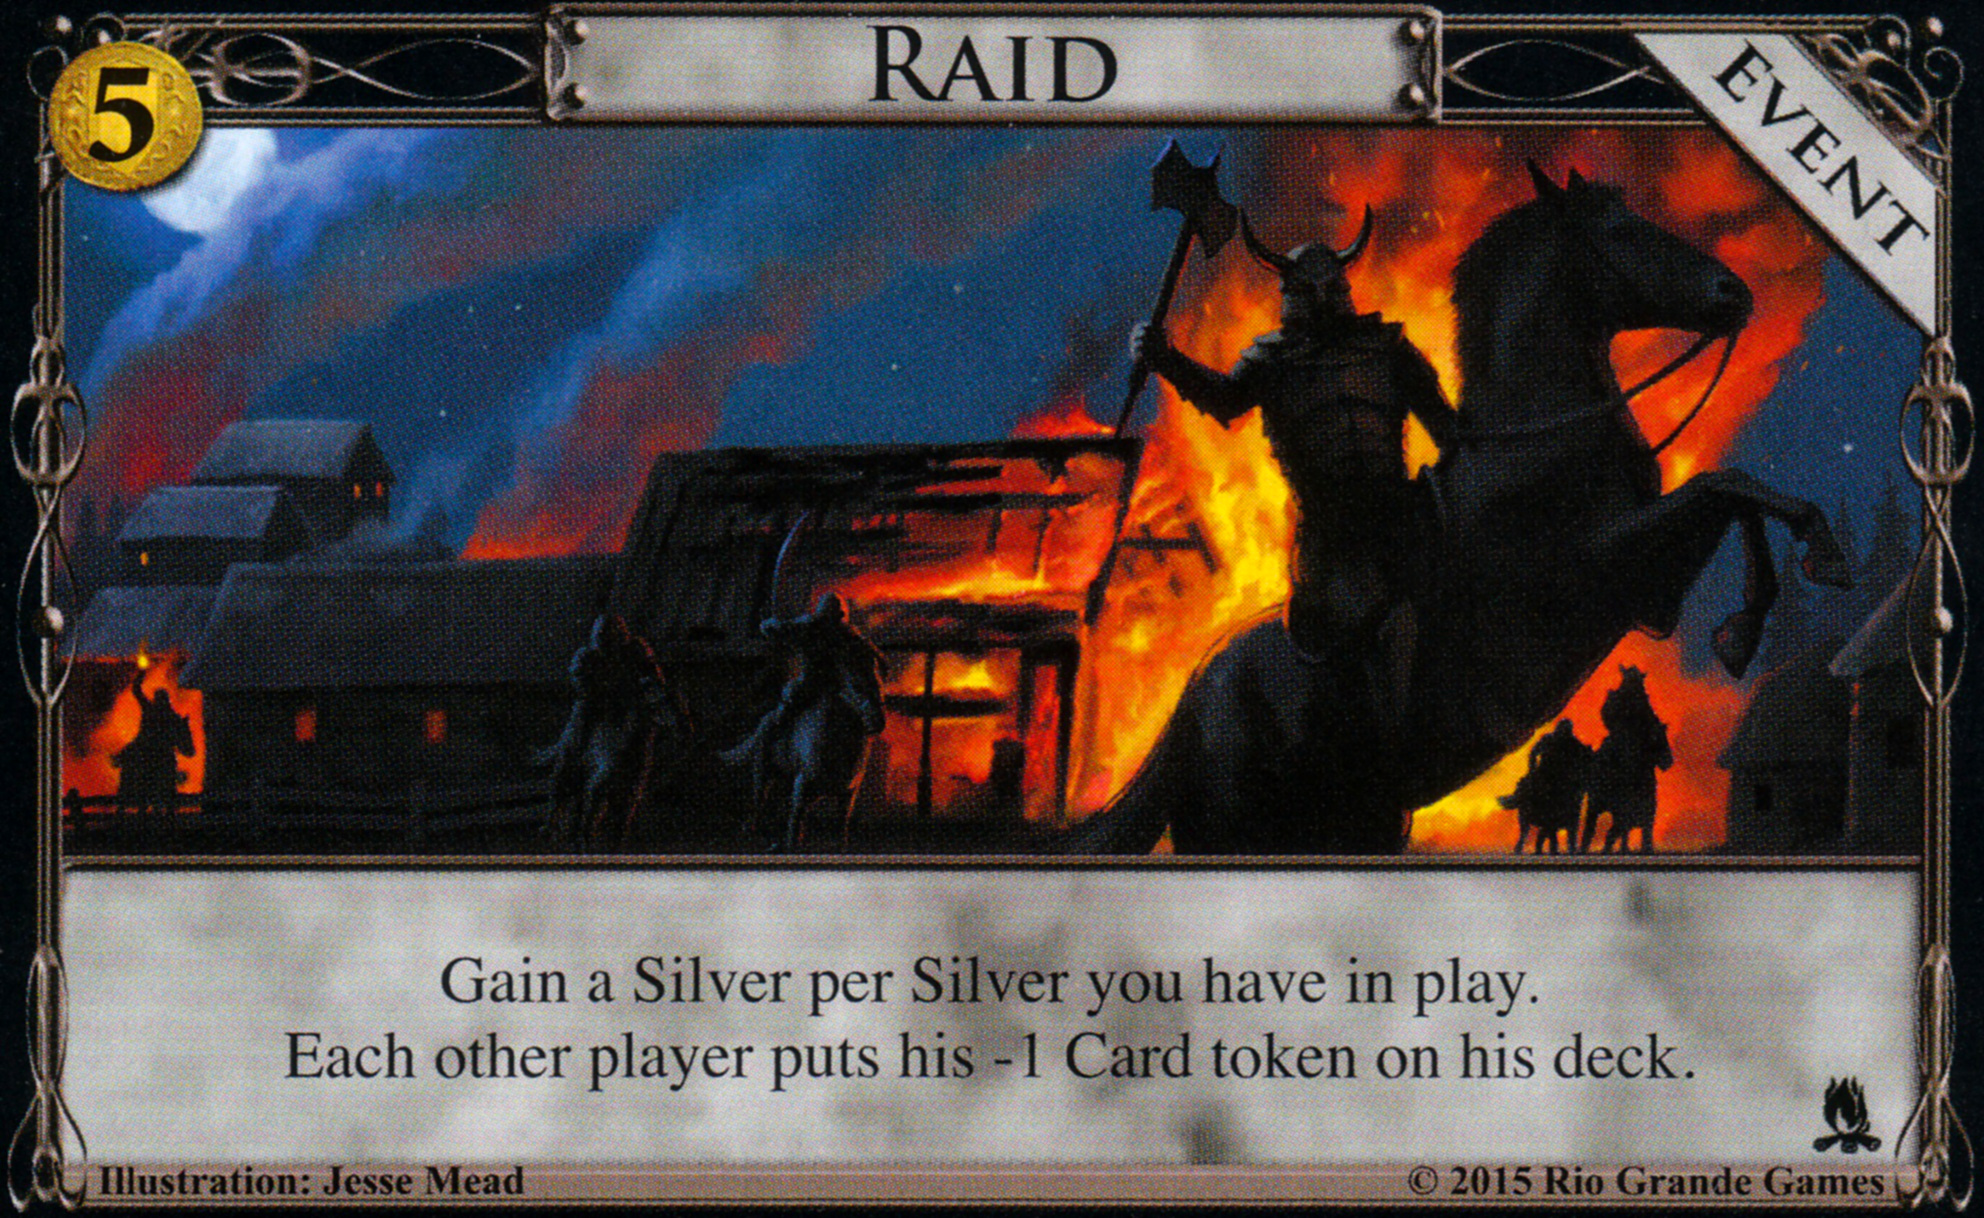 5
RAID
EVENT
Gain a Silver per Silver you have in play.
Each other player puts his -1 Card token on his deck.
Illustration: Jesse Mead
© 2015 Rio Grande Games